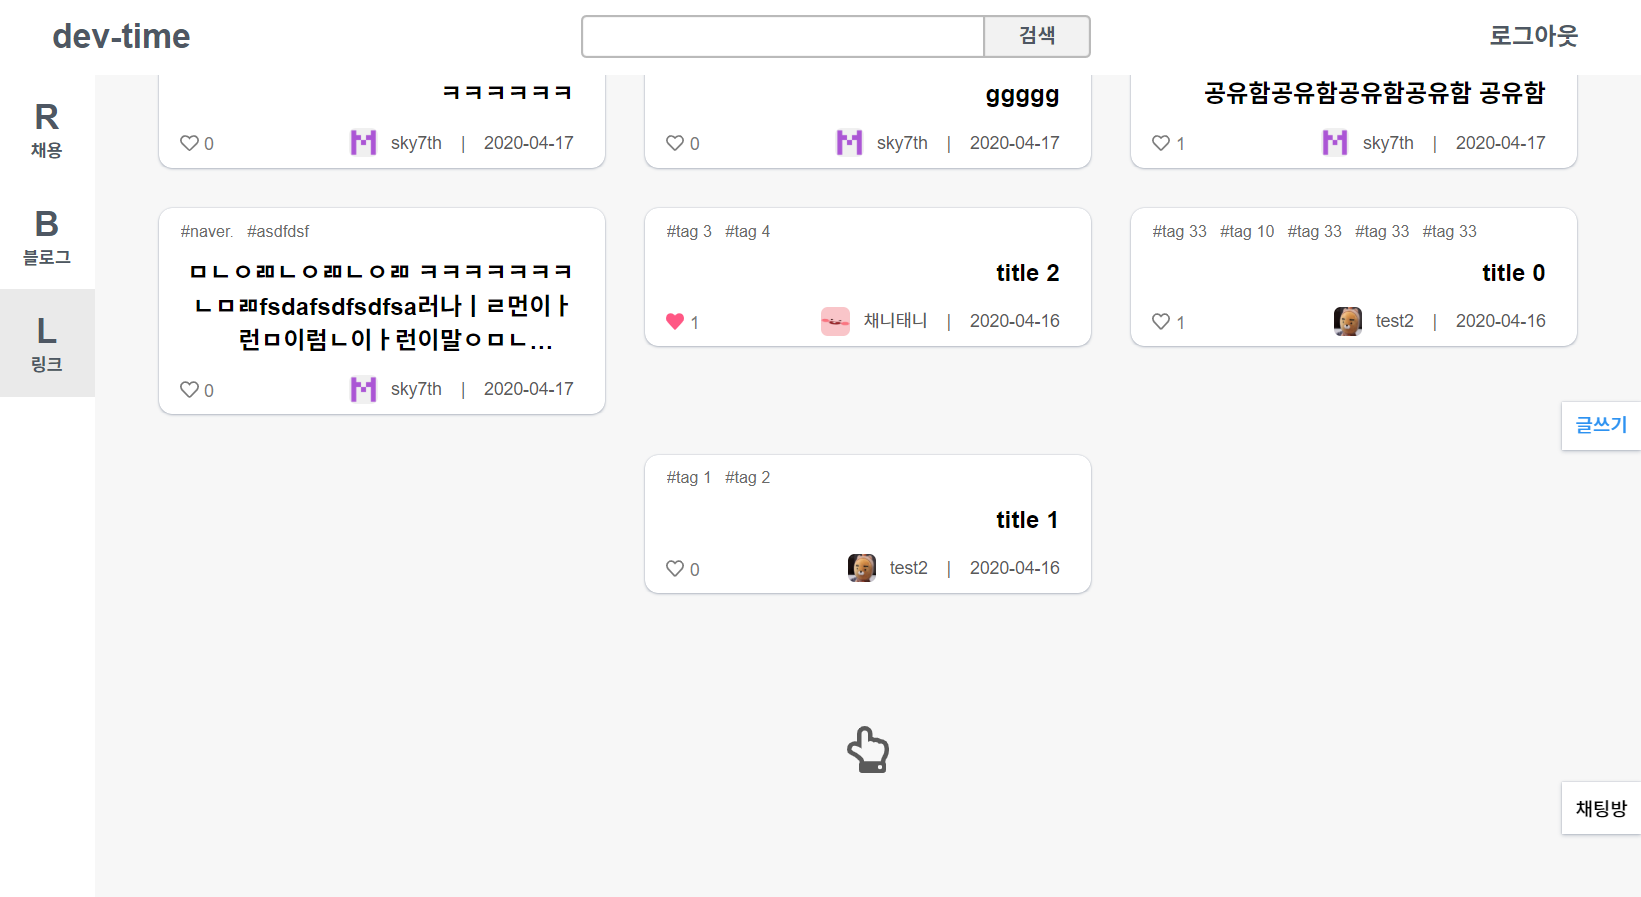 dev-time
검색
로그아웃
R
채용
B
블로그
L
링크
ㅋㅋㅋㅋㅋㅋ
0
sky7th | 2020-04-17
ggggg
0
sky7th | 2020-04-17
공유함공유함공유함공유함 공유함
1
sky7th | 2020-04-17
#naver. #asdfdsf
ㅁㄴㅇㄻㄴㅇㄻㄴㅇㄻ ㅋㅋㅋㅋㅋㅋㅋ
ㄴㅁㄻfsdafsdfsdfsa러나ㅣㄹ먼이ㅏ
런ㅁ이럼ㄴ이ㅏ런이말ㅇㅁㄴ...
0
sky7th | 2020-04-17
#tag 3 #tag 4
title 2
1
채니태니 | 2020-04-16
#tag 33 #tag 10 #tag 33 #tag 33 #tag 33
title 0
1
test2 | 2020-04-16
글쓰기
#tag 1 #tag 2
title 1
0
test2 | 2020-04-16
채팅방